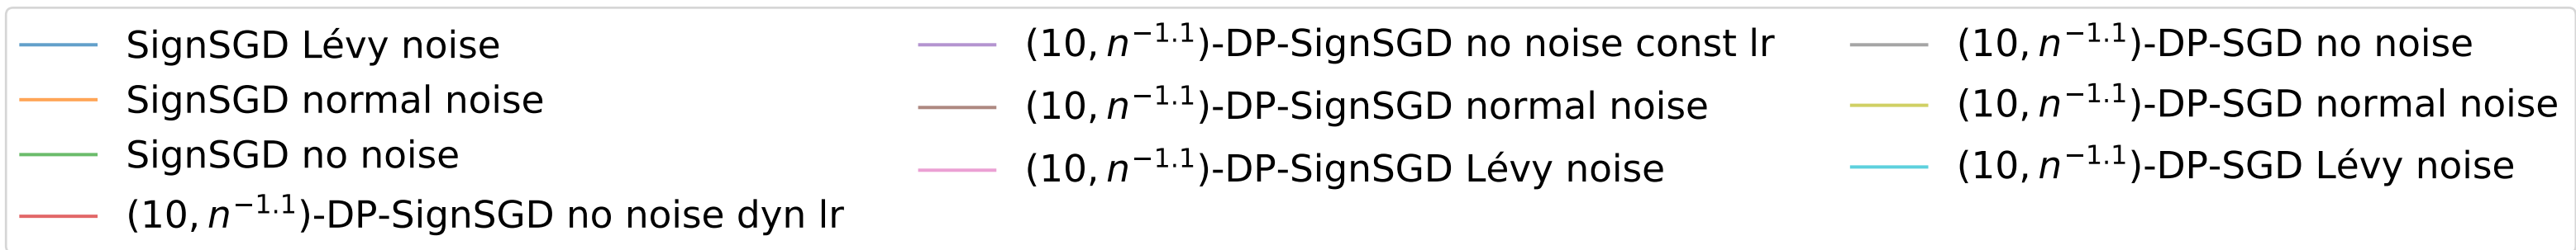 SignSGD Lévy noise
SignSGD normal noise
SignSGD no noise
(10, n⁻¹·¹)-DP-SignSGD no noise dyn lr
(10, n⁻¹·¹)-DP-SignSGD no noise const lr
(10, n⁻¹·¹)-DP-SignSGD normal noise
(10, n⁻¹·¹)-DP-SignSGD Lévy noise
(10, n⁻¹·¹)-DP-SGD no noise
(10, n⁻¹·¹)-DP-SGD normal noise
(10, n⁻¹·¹)-DP-SGD Lévy noise